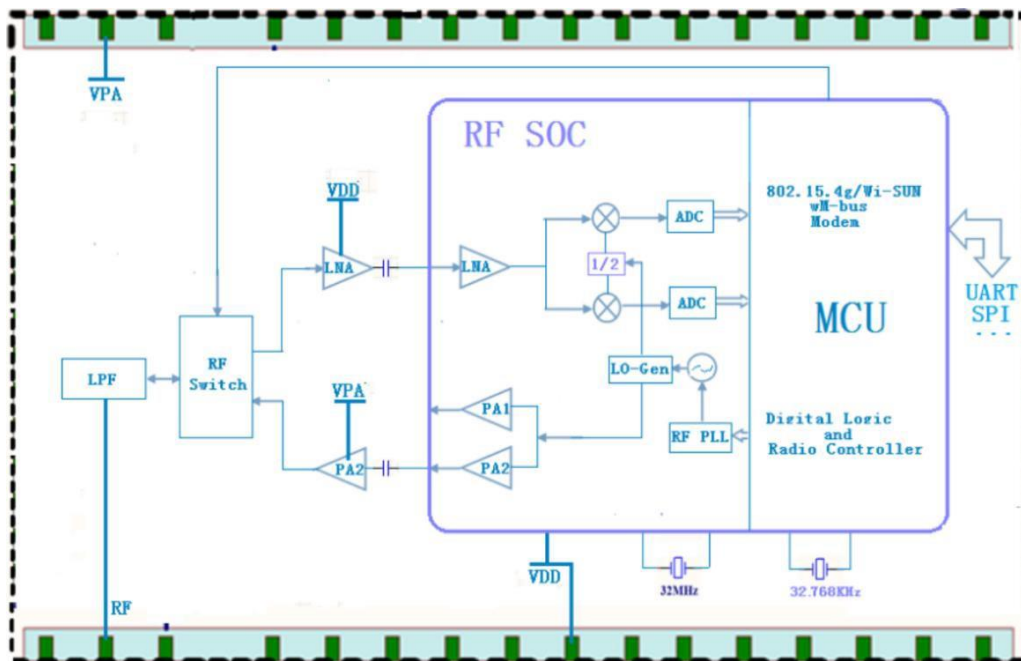 VPA
RF SOC
VDD
LNA
LNA
ADC
1/2
ADC
802.15.4g/Wi-SUN
wM-bus
Modem
MCU
UART
SPI
...
LPF
RF
Switch
VPA
PA2
PA1
PA2
LO-Gen
RF PLL
Digital Logic
and
Radio Controller
VDD
32MHz
32.768KHz
RF